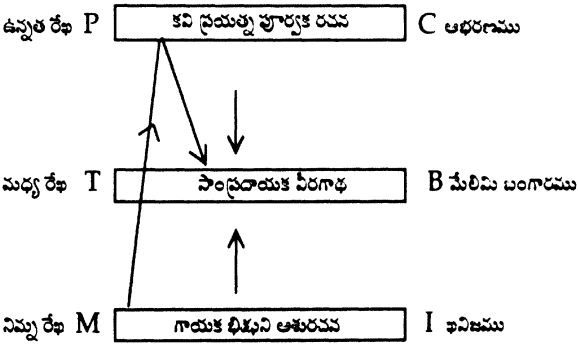 ఉన్నత రేఖ P కవి ప్రయత్న పూర్వక రచన C ఆభరణము
మధ్య రేఖ T సాంప్రదాయక వీరగాథ B మేలిమి బంగారము
నిమ్న రేఖ M గాయక భిక్షుని ఆశురచన I ఖనిజము